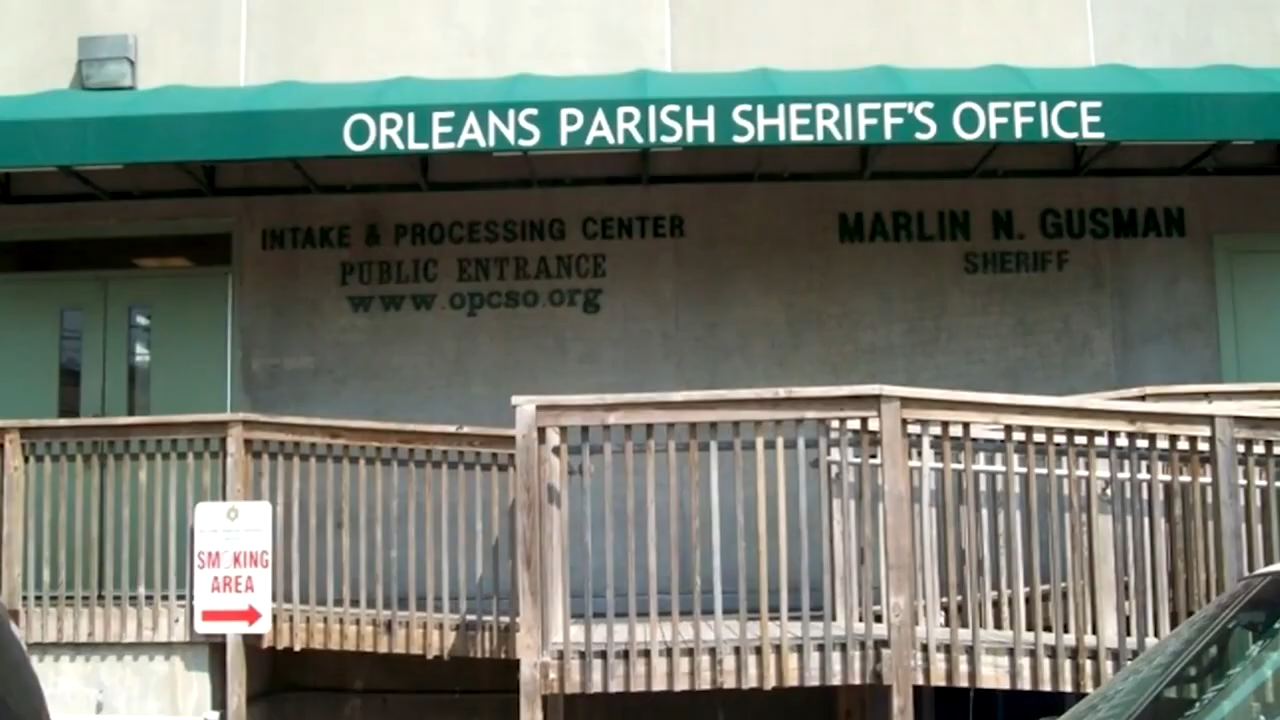 ORLEANS PARISH SHERIFF'S OFFICE
INTAKE & PROCESSING CENTER
PUBLIC ENTRANCE
www.opcso.org
MARLIN N. GUSMAN
SHERIFF
SMOKING
AREA